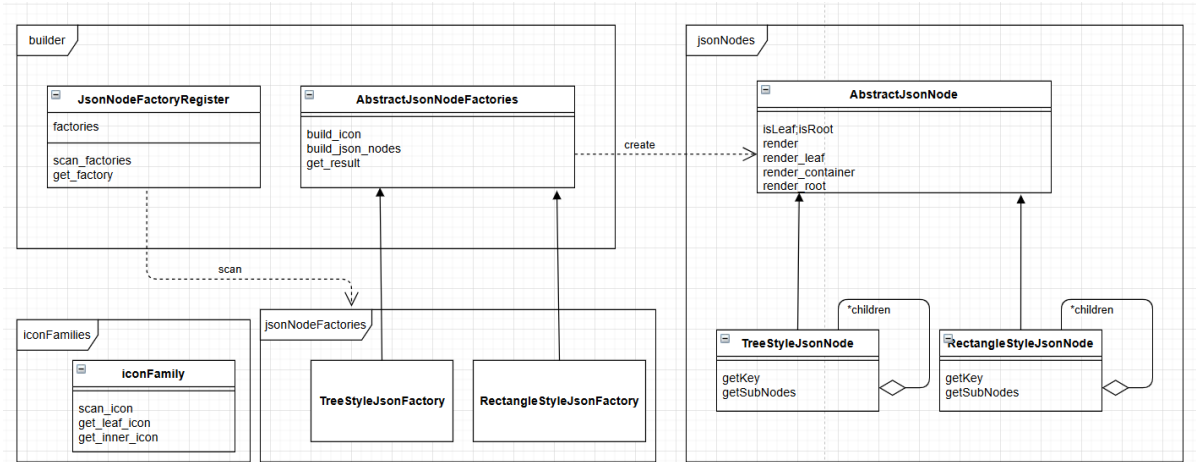 builder
JsonNodeFactoryRegister
factories
scan_factories
get_factory
AbstractJsonNodeFactories
build_icon
build_json_nodes
get_result
create
jsonNodes
AbstractJsonNode
isLeaf;isRoot
render
render_leaf
render_container
render_root
scan
iconFamilies
iconFamily
scan_icon
get_leaf_icon
get_inner_icon
jsonNodeFactories
TreeStyleJsonFactory
RectangleStyleJsonFactory
*children
TreeStyleJsonNode
getKey
getSubNodes
*children
RectangleStyleJsonNode
getKey
getSubNodes